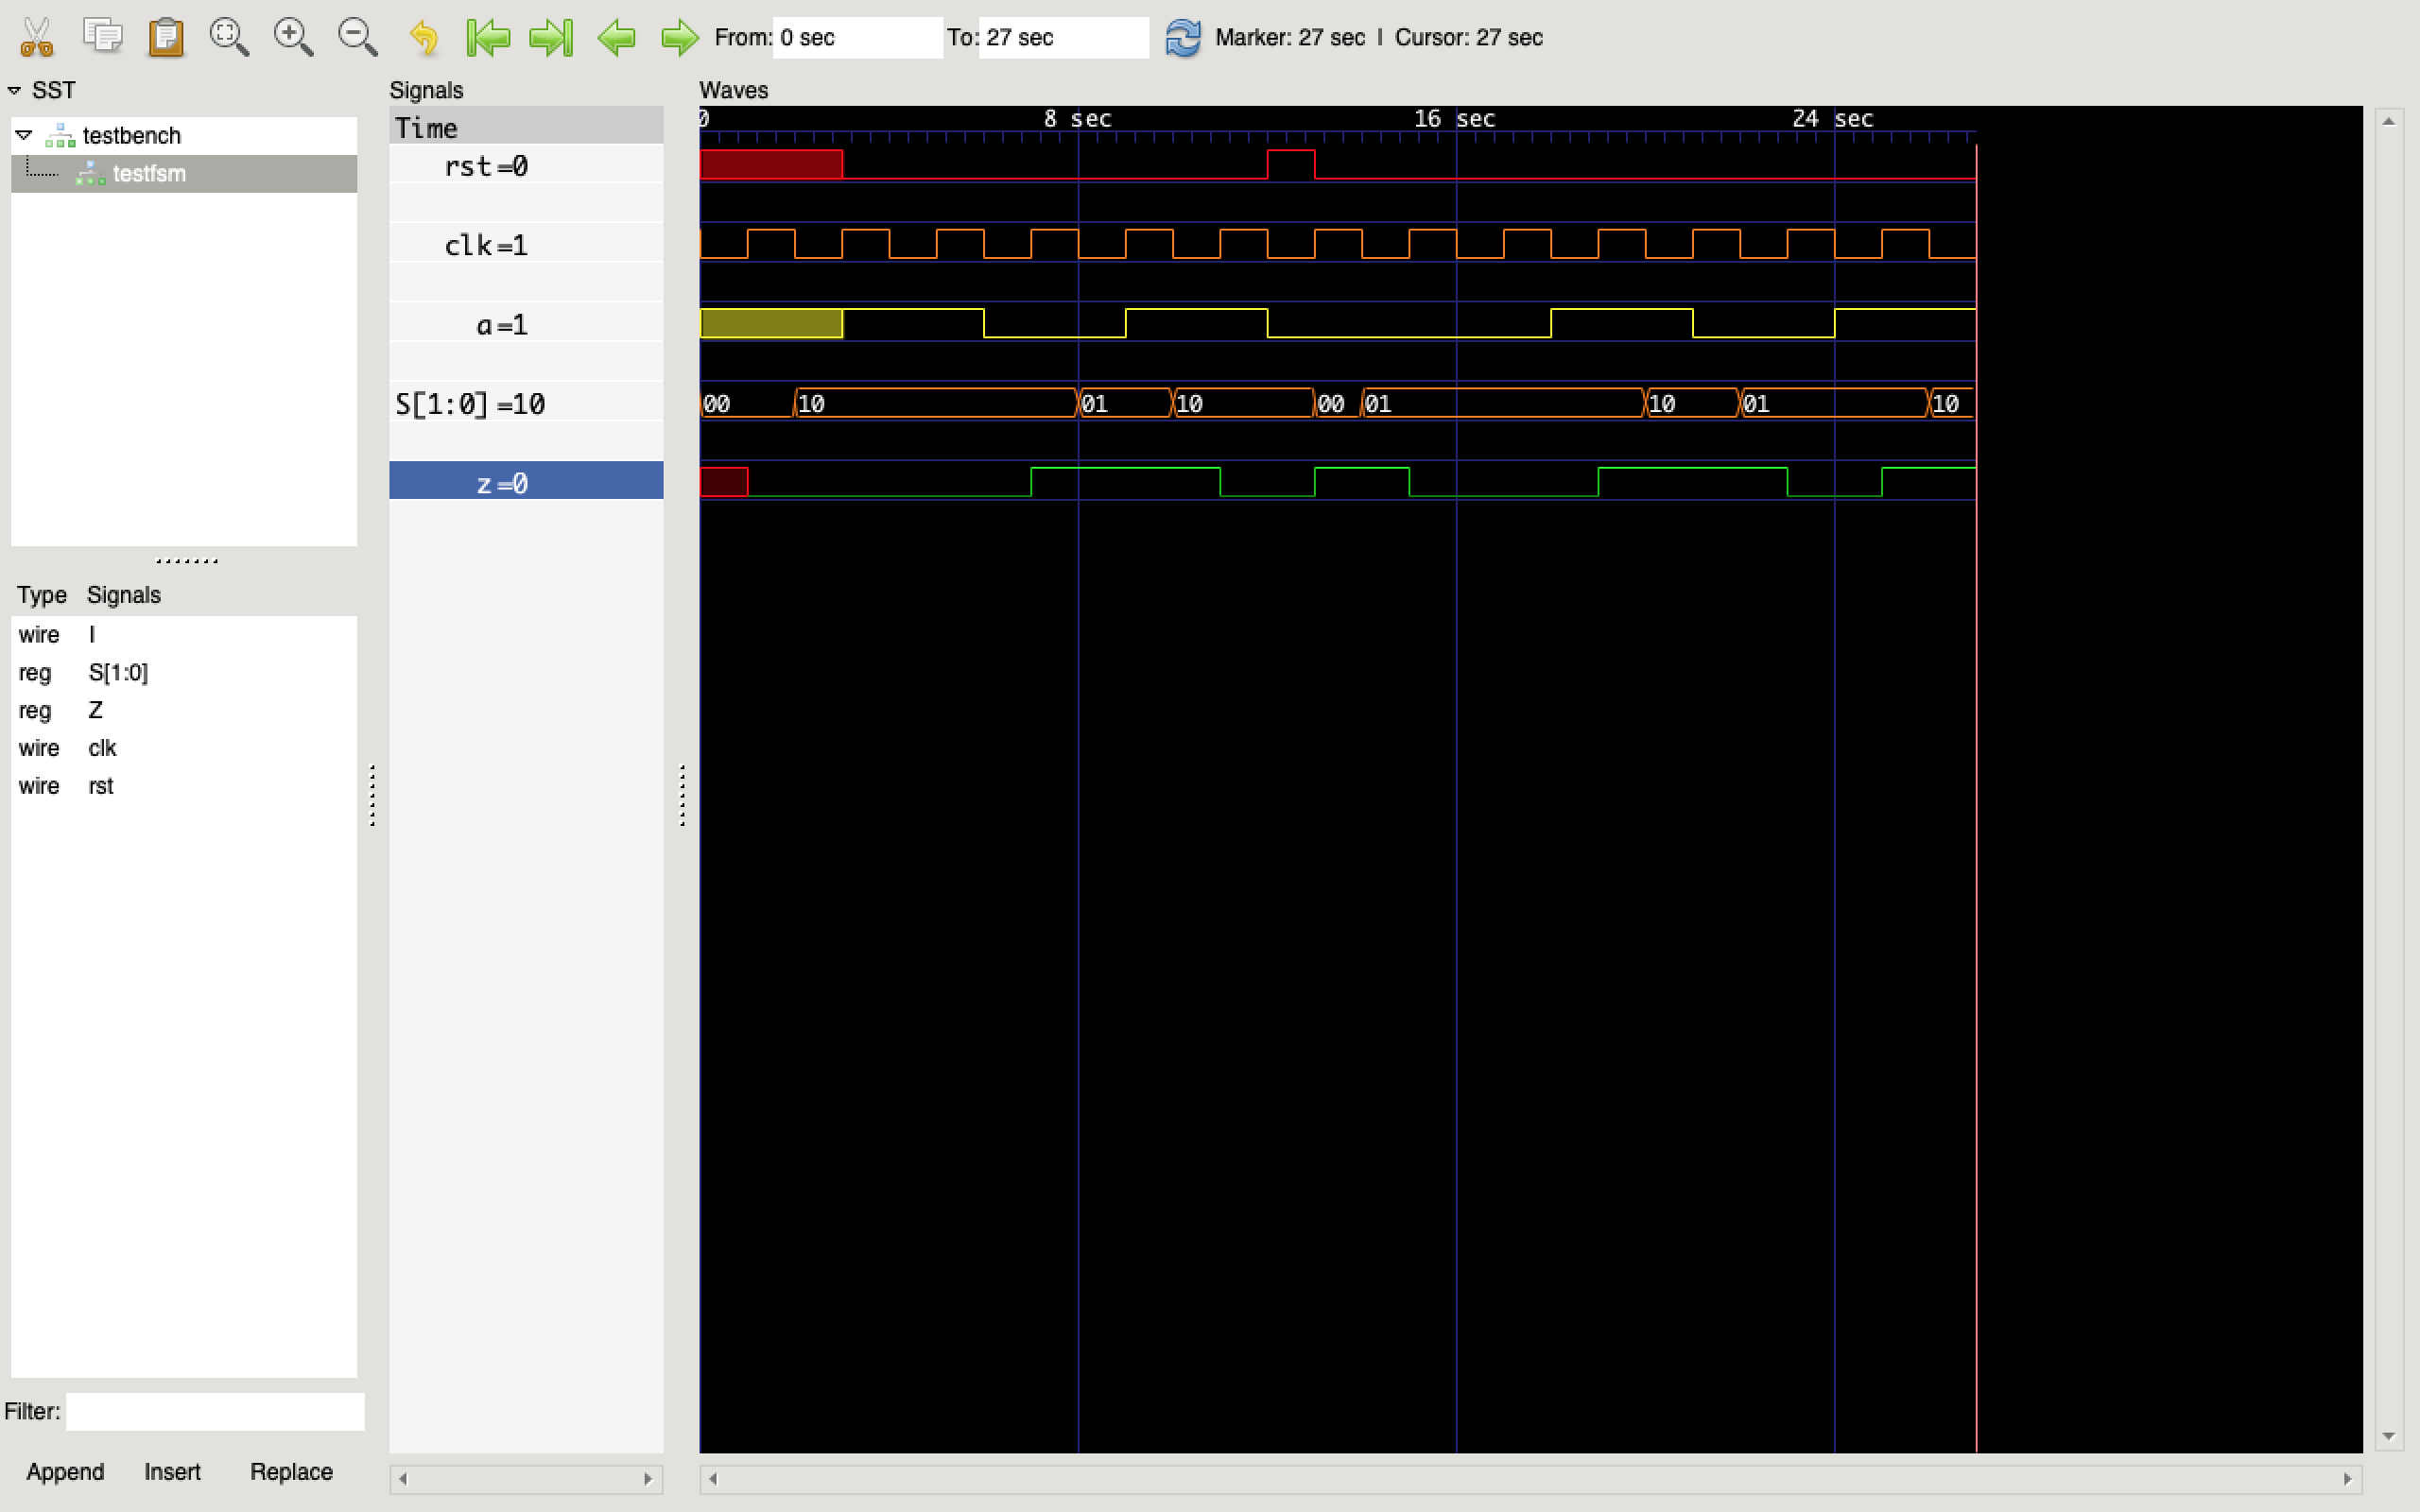 From: 0 sec To: 27 sec Marker: 27 sec | Cursor: 27 sec
SST
testbench
testfsm
Type Signals
wire I
reg S[1:0]
reg Z
wire clk
wire rst
Filter:
Append Insert Replace
Signals
Time
rst=0
clk=1
a=1
S[1:0]=10
z=0
Waves
0 8 sec 16 sec 24 sec
00 10 01 10 00 01 10 01 10